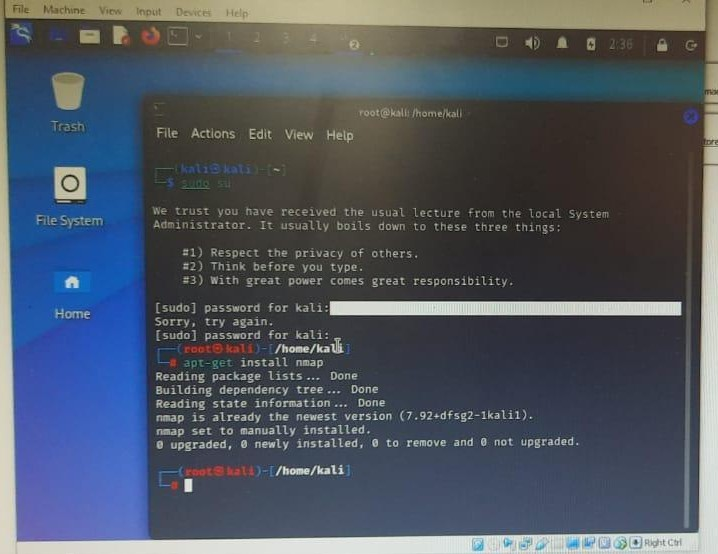 File Machine View Input Devices Help
1 2 3 4
2
2:36
root@kali: /home/kali
Trash
File Actions Edit View Help
(kali㉿kali)-[~]
$ sudo su
File System
We trust you have received the usual lecture from the local System
Administrator. It usually boils down to these three things:
#1) Respect the privacy of others.
#2) Think before you type.
#3) With great power comes great responsibility.
Home
[sudo] password for kali:
Sorry, try again.
[sudo] password for kali:
(root㉿kali)-[/home/kali]
# apt-get install nmap
Reading package lists... Done
Building dependency tree... Done
Reading state information... Done
nmap is already the newest version (7.92+dfsg2-1kali1).
nmap set to manually installed.
0 upgraded, 0 newly installed, 0 to remove and 0 not upgraded.
(root㉿kali)-[/home/kali]
#
Right Ctrl